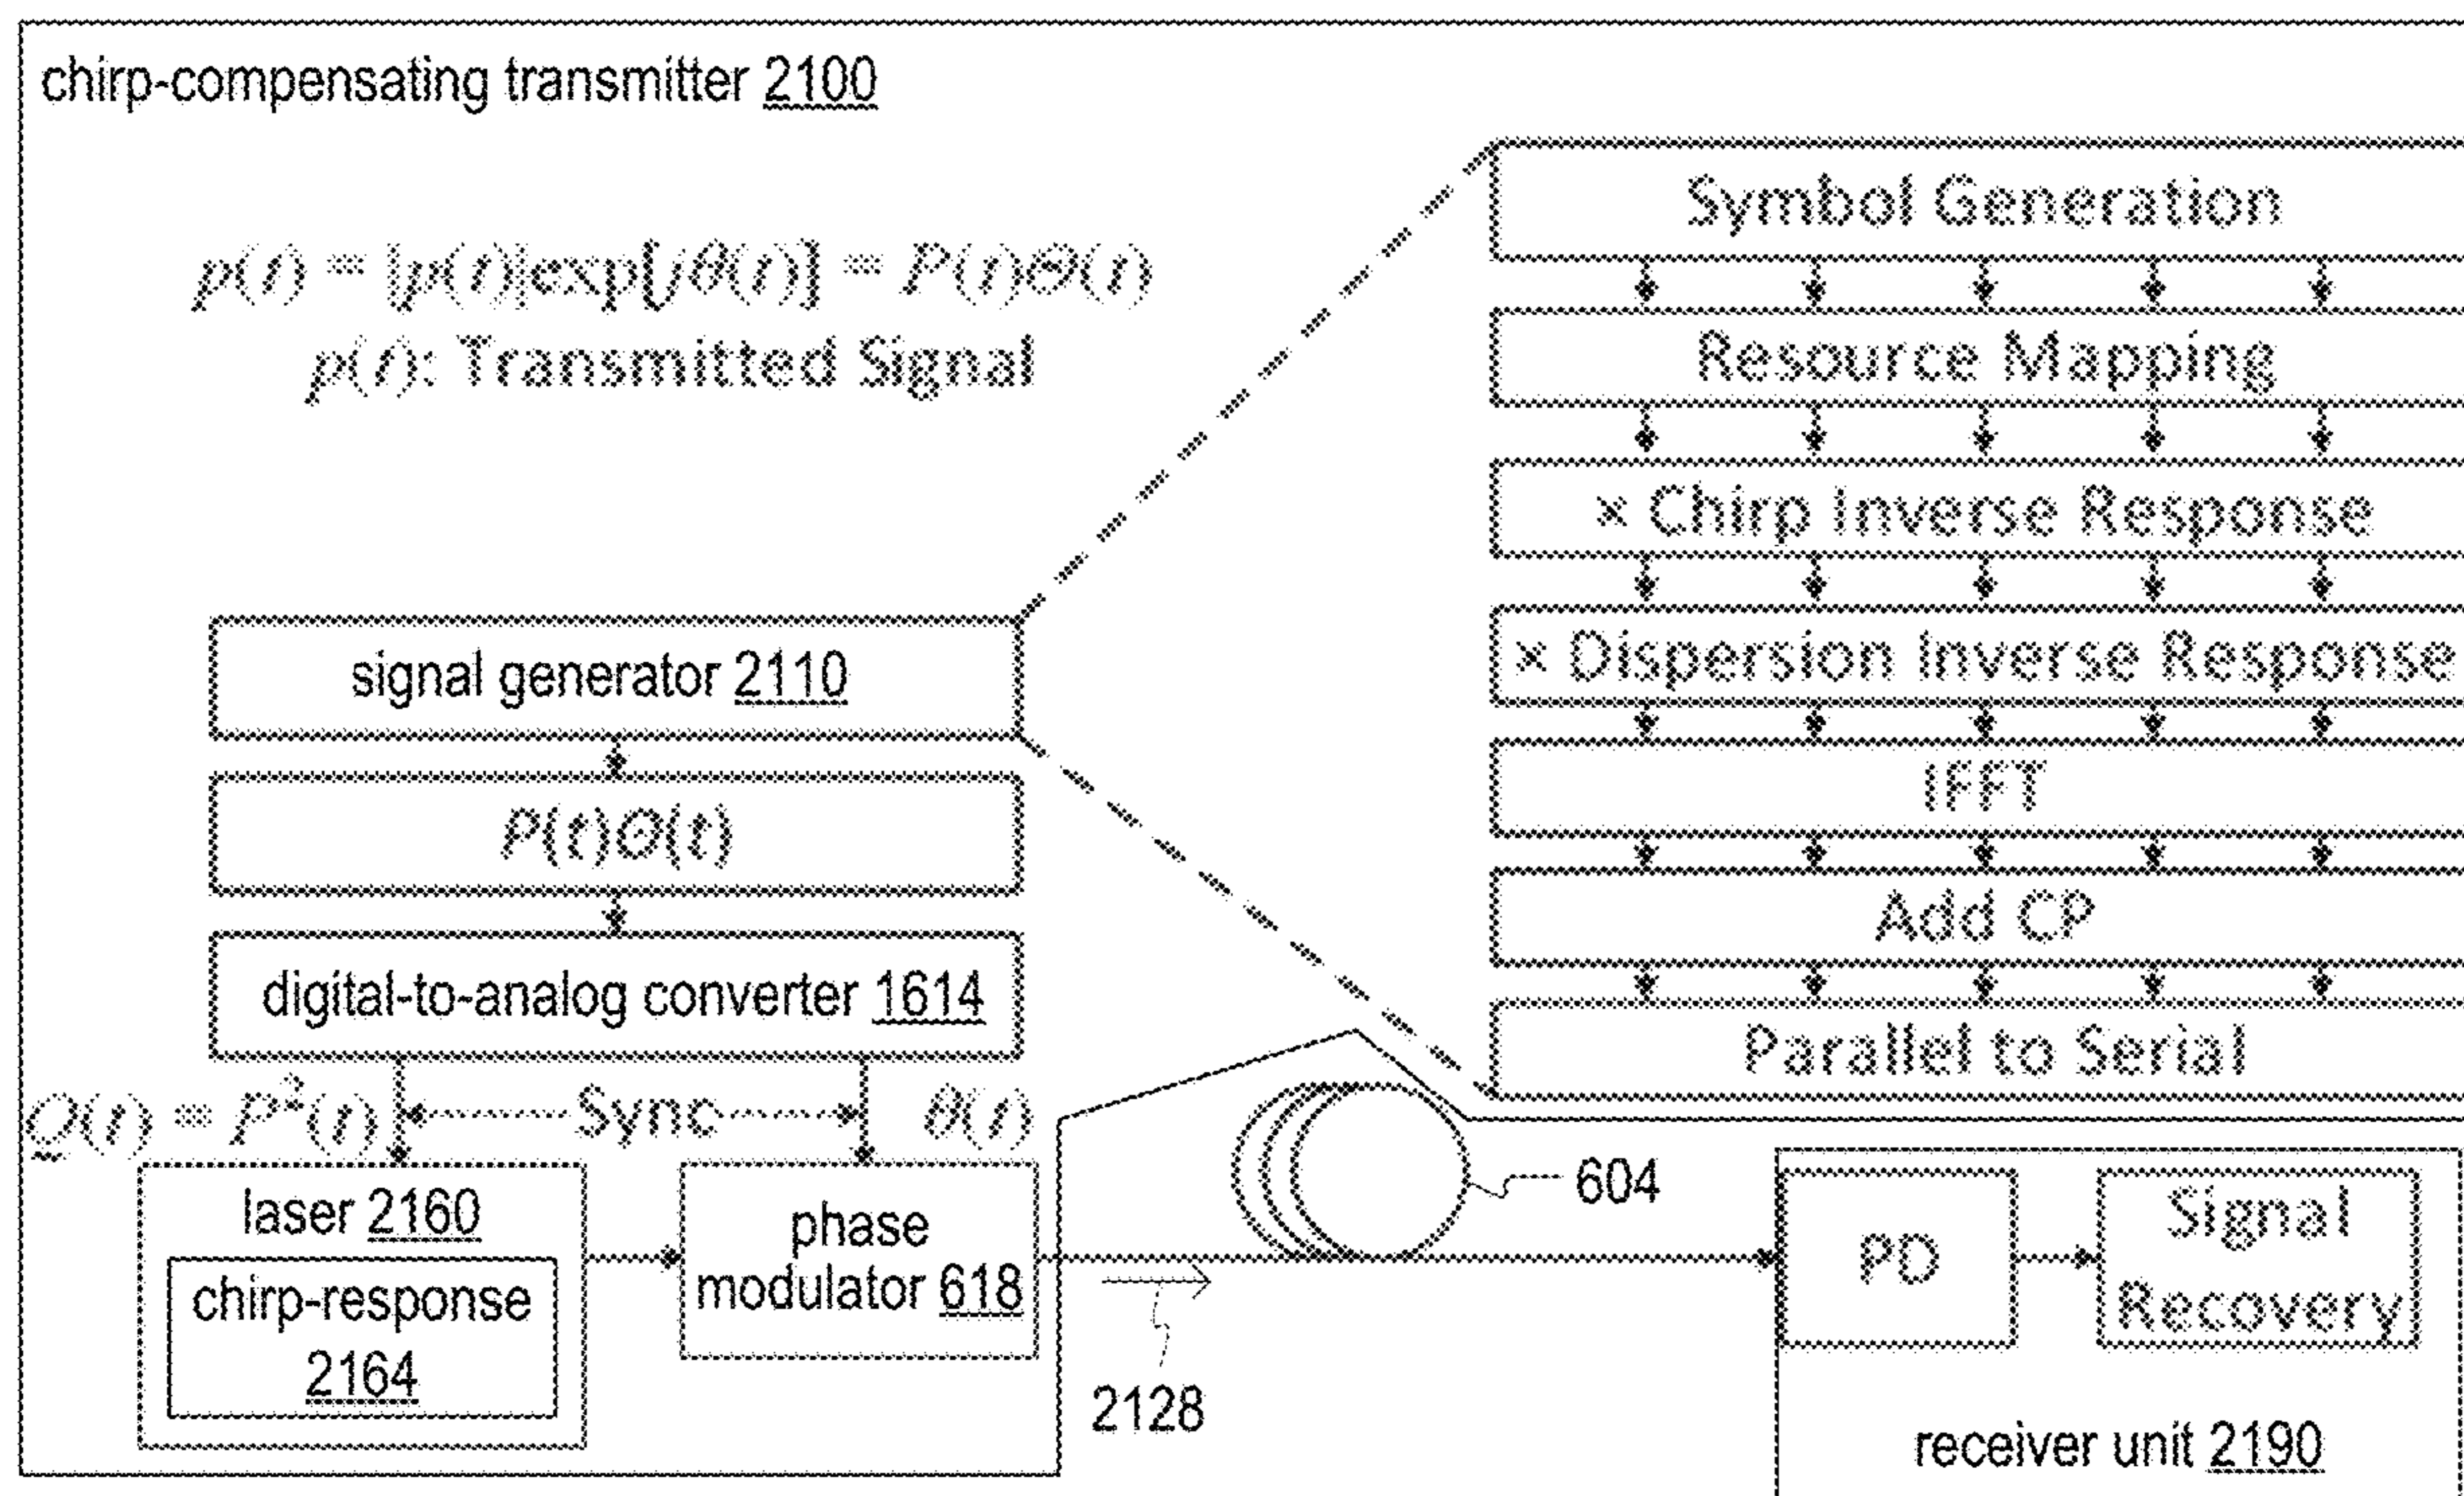 chirp-compensating transmitter 2100
p(t) = |p(t)|exp[jθ(t)] = P(t)Θ(t)
p(t): Transmitted Signal
signal generator 2110
P(t)Θ(t)
digital-to-analog converter 1614
Q(t) = P²(t)
Sync
θ(t)
laser 2160
chirp-response
2164
phase
modulator 618
Symbol Generation
Resource Mapping
× Chirp Inverse Response
× Dispersion Inverse Response
IFFT
Add CP
Parallel to Serial
604
2128
PD
Signal
Recovery
receiver unit 2190